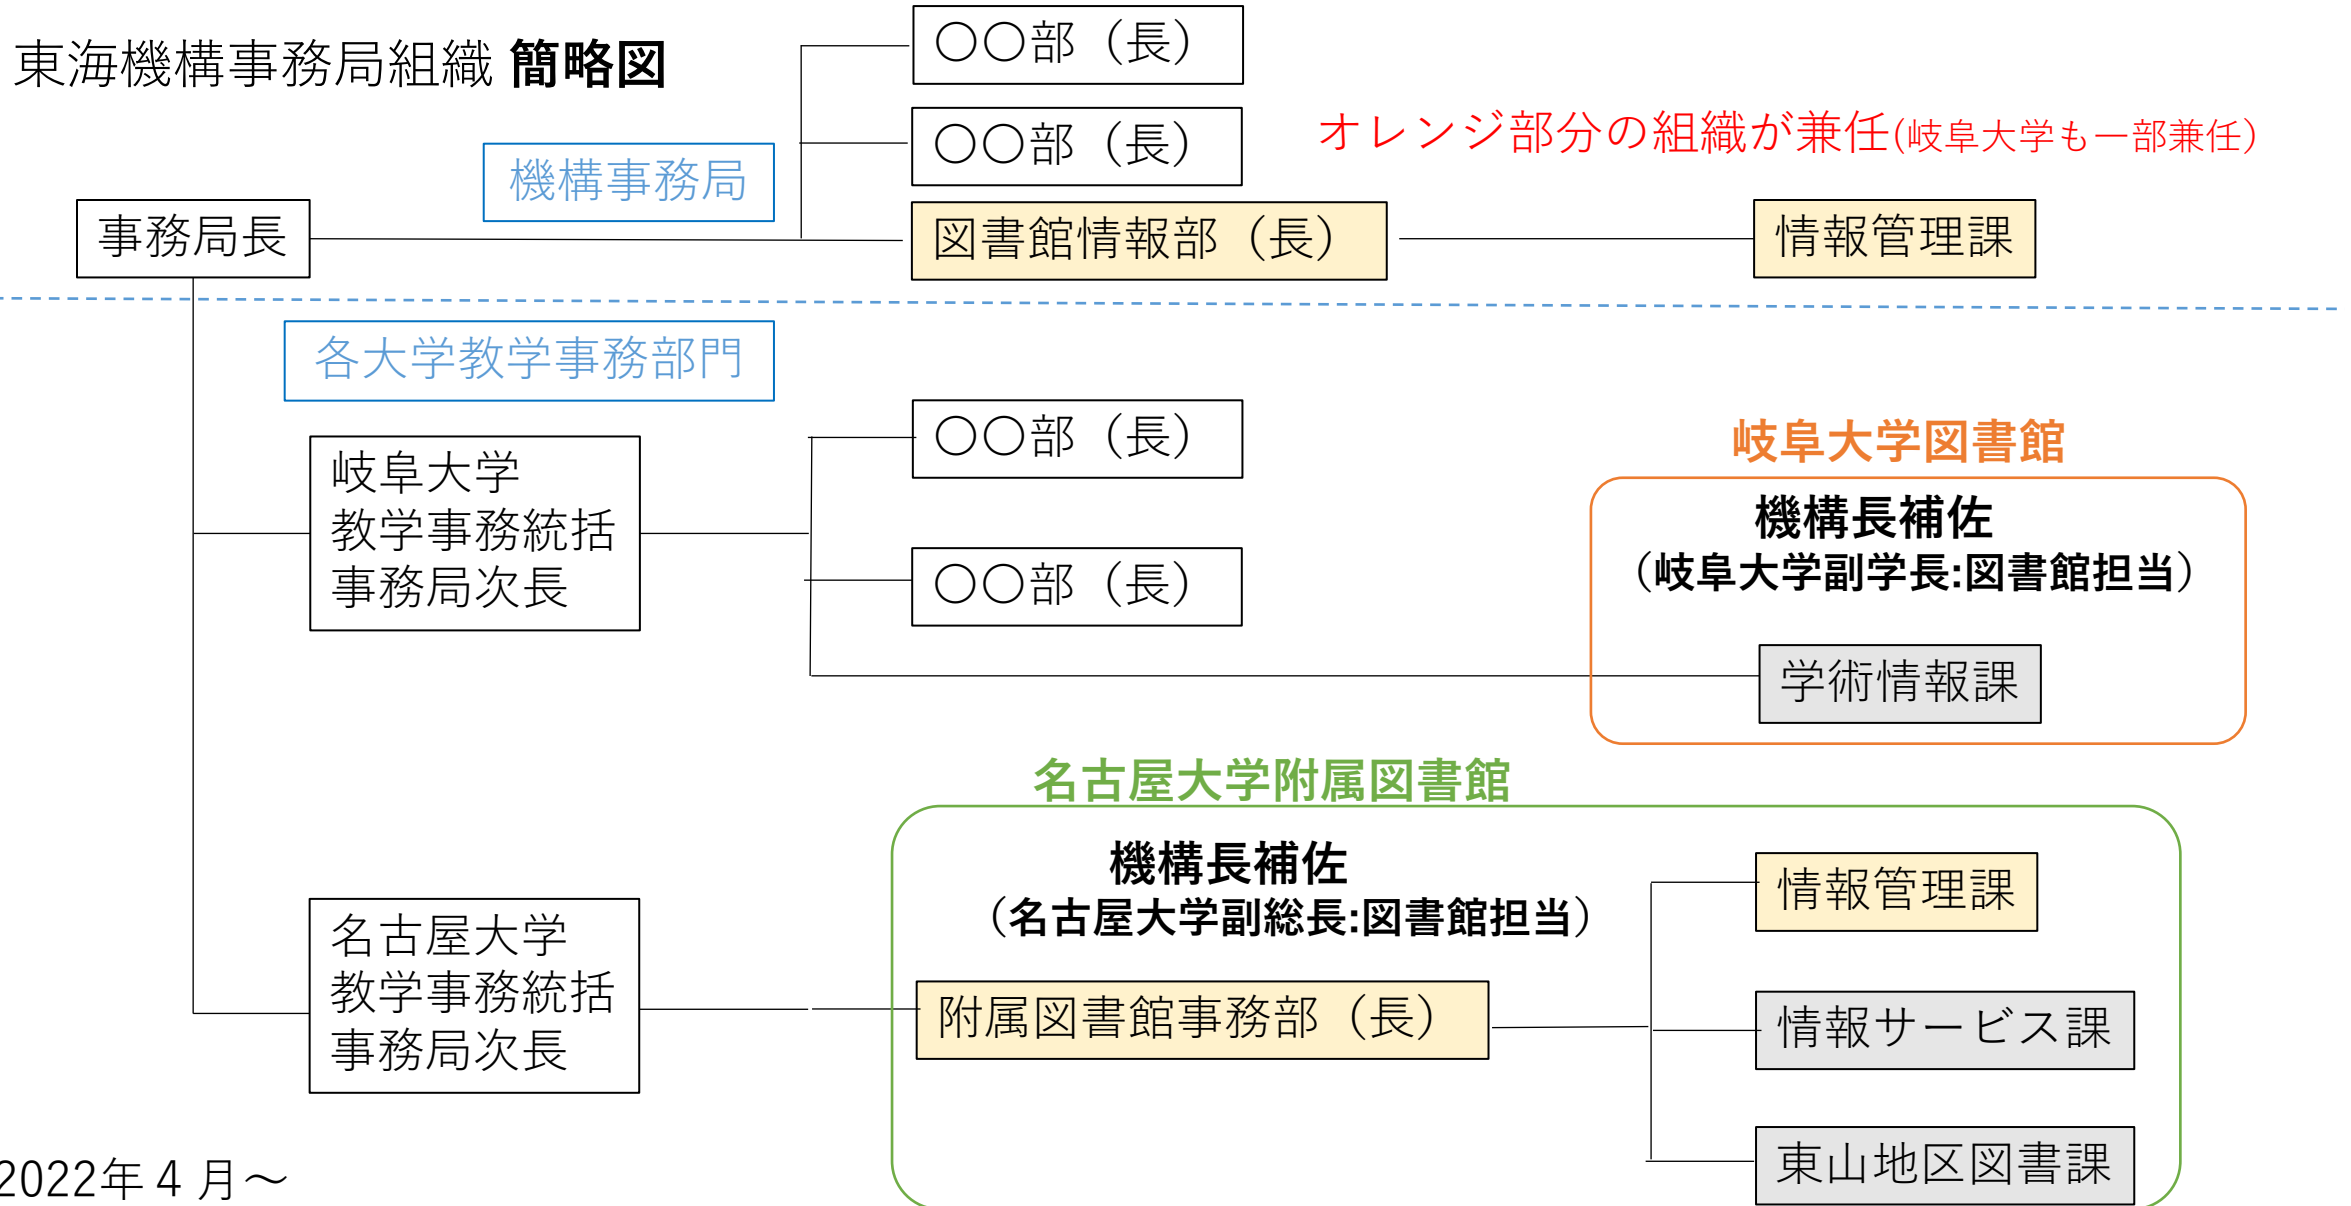 東海機構事務局組織 簡略図
〇〇部（長）
〇〇部（長）
オレンジ部分の組織が兼任(岐阜大学も一部兼任）
機構事務局
事務局長
図書館情報部（長）
情報管理課
各大学教学事務部門
岐阜大学
教学事務統括
事務局次長
〇〇部（長）
〇〇部（長）
岐阜大学図書館
機構長補佐
（岐阜大学副学長:図書館担当）
学術情報課
名古屋大学附属図書館
機構長補佐
（名古屋大学副総長:図書館担当）
名古屋大学
教学事務統括
事務局次長
附属図書館事務部（長）
情報管理課
情報サービス課
東山地区図書課
2022年４月～